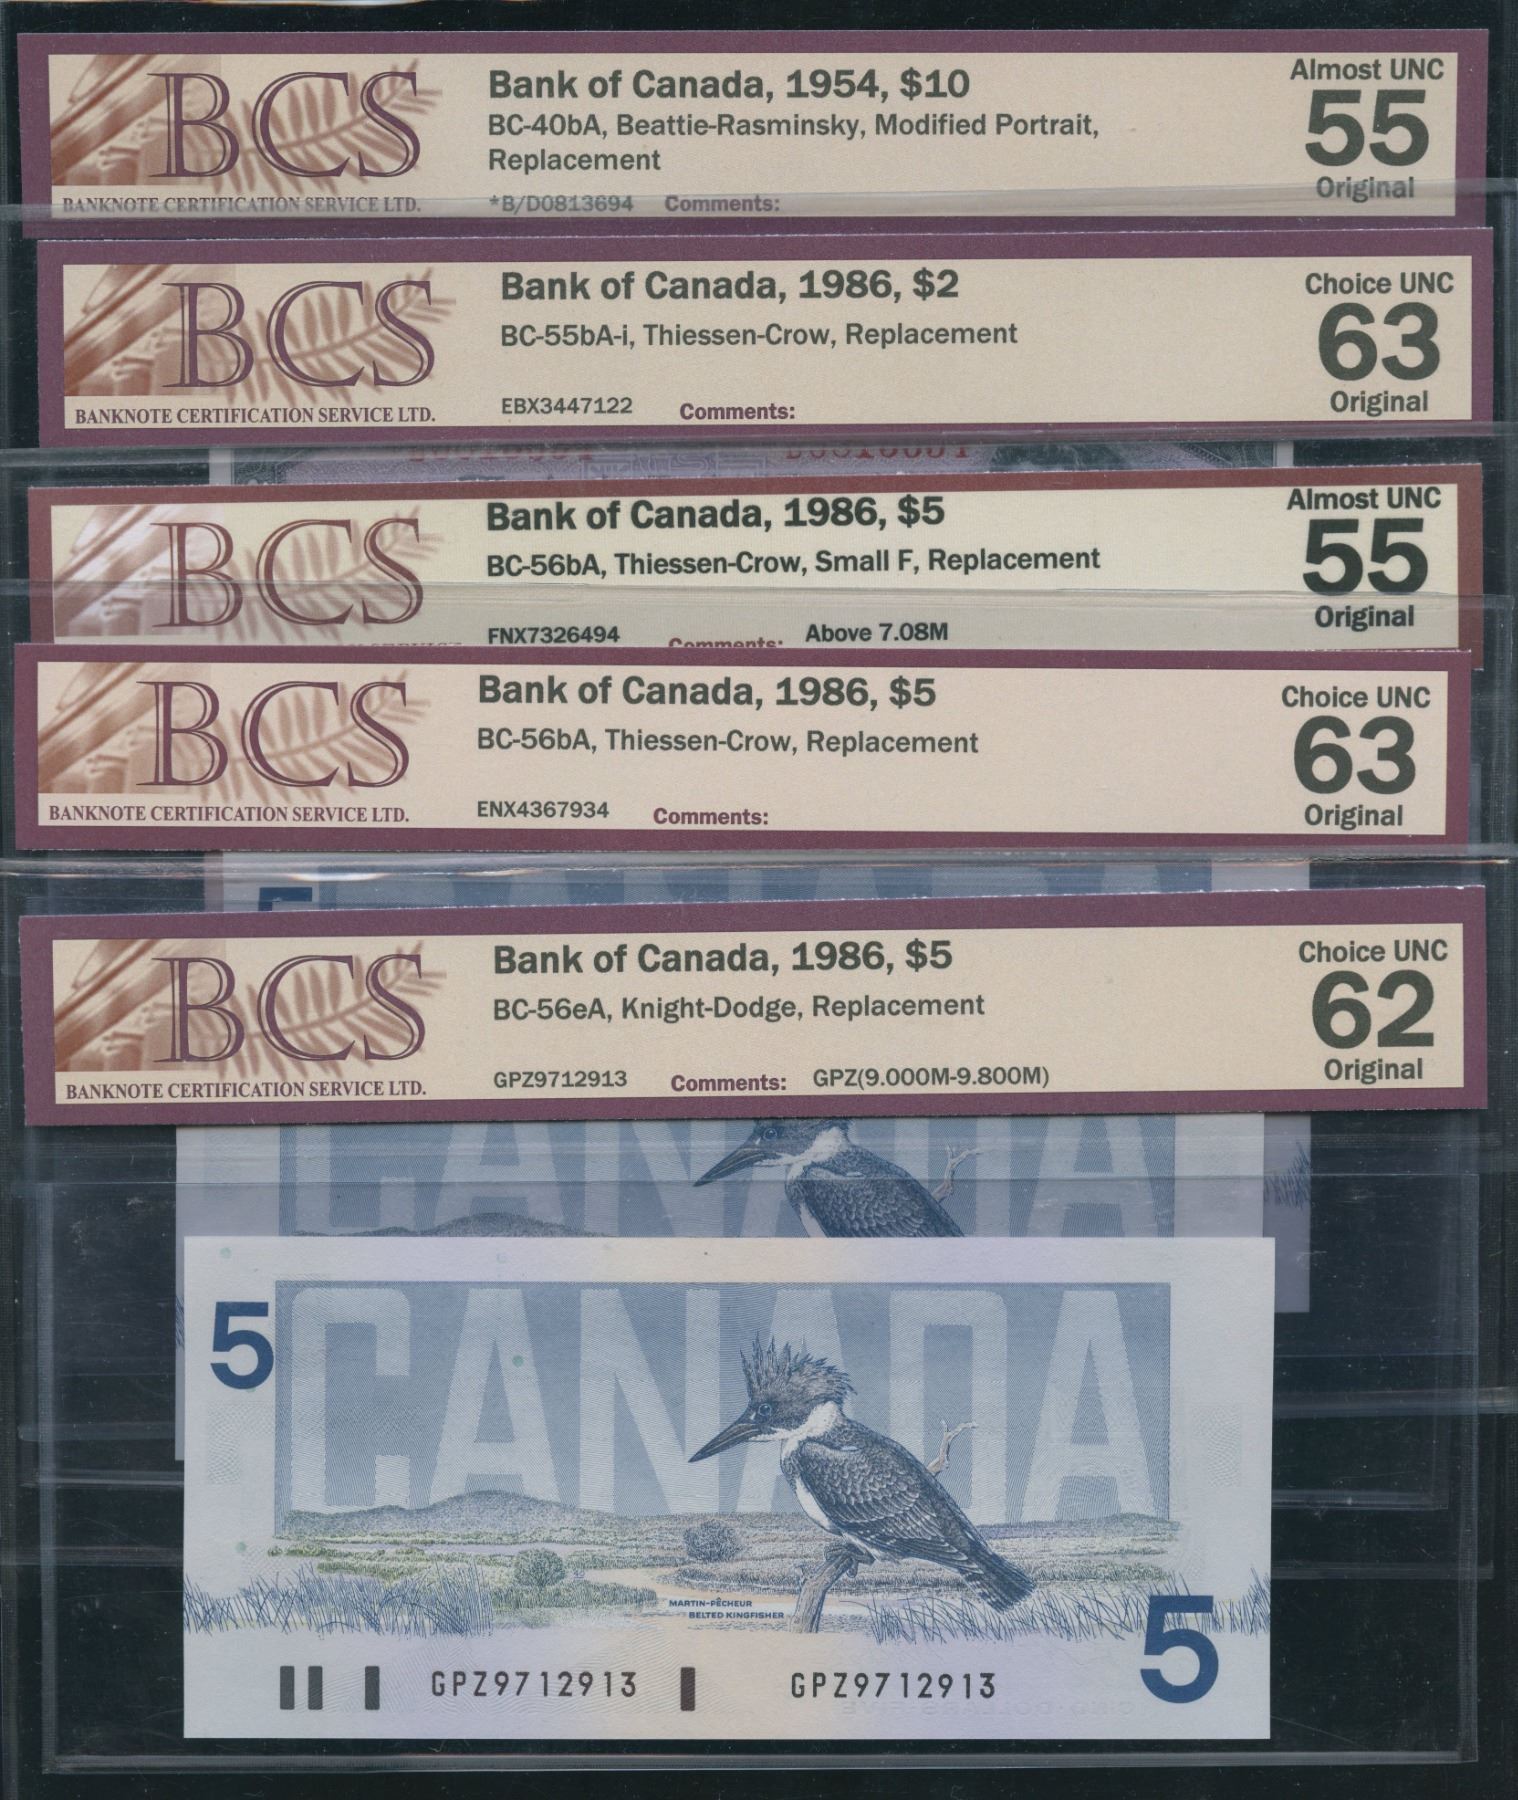 BCS
BANKNOTE CERTIFICATION SERVICE LTD.
Bank of Canada, 1954, $10
BC-40bA, Beattie-Rasminsky, Modified Portrait,
Replacement
*B/D0813694 Comments:
Almost UNC
55
Original
BCS
BANKNOTE CERTIFICATION SERVICE LTD.
Bank of Canada, 1986, $2
BC-55bA-i, Thiessen-Crow, Replacement
EBX3447122 Comments:
Choice UNC
63
Original
BCS
Bank of Canada, 1986, $5
BC-56bA, Thiessen-Crow, Small F, Replacement
FNX7326494 Comments: Above 7.08M
Almost UNC
55
Original
BCS
BANKNOTE CERTIFICATION SERVICE LTD.
Bank of Canada, 1986, $5
BC-56bA, Thiessen-Crow, Replacement
ENX4367934 Comments:
Choice UNC
63
Original
5
BCS
BANKNOTE CERTIFICATION SERVICE LTD.
Bank of Canada, 1986, $5
BC-56eA, Knight-Dodge, Replacement
GPZ9712913 Comments: GPZ(9.000M-9.800M)
Choice UNC
62
Original
CANADA
5
CANADA
MARTIN-PÊCHEUR
BELTED KINGFISHER
5
GPZ9712913 GPZ9712913